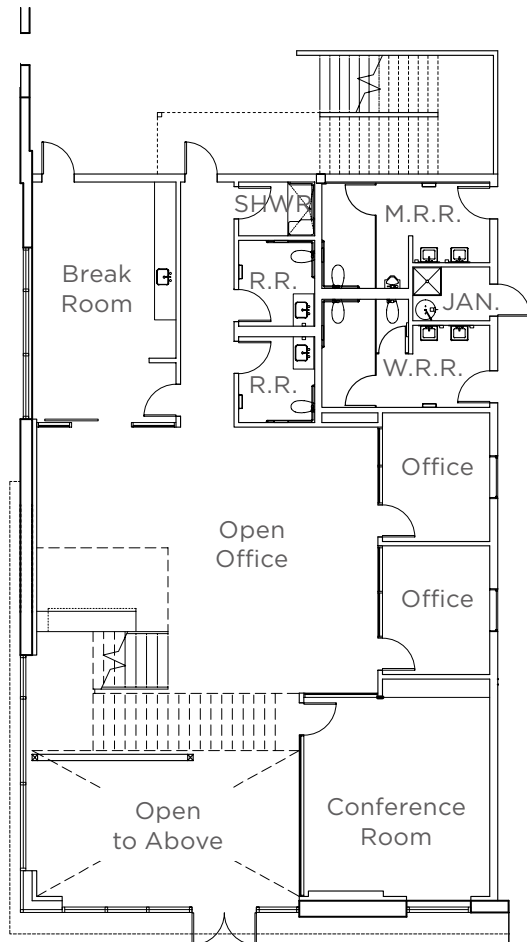 SHWR
M.R.R.
Break
Room
R.R.
JAN.
R.R.
W.R.R.
Office
Open
Office
Office
Open
to Above
Conference
Room